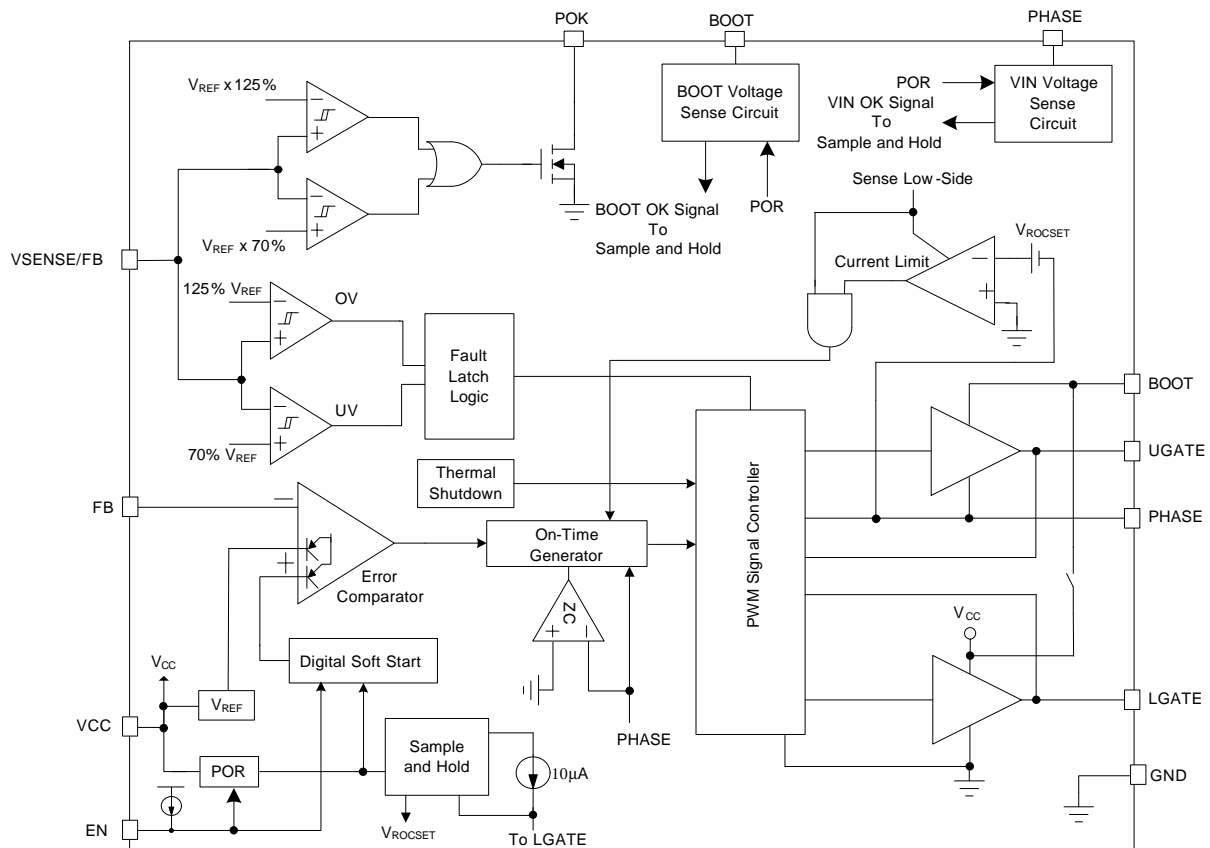 POK
BOOT
PHASE
VREF x 125%
BOOT Voltage
Sense Circuit
POR
VIN OK Signal
To
Sample and Hold
VIN Voltage
Sense
Circuit
−
+
−
+
VREF x 70%
BOOT OK Signal
To
Sample and Hold
POR
Sense Low-Side
VROCSET
Current Limit
−
+
VSENSE/FB
125% VREF
OV
−
+
Fault
Latch
Logic
−
+
UV
70% VREF
BOOT
UGATE
PHASE
Thermal
Shutdown
PWM Signal Controller
FB
−
+
Error
Comparator
On-Time
Generator
ZC
+
−
Digital Soft Start
VCC
VREF
VCC
VCC
LGATE
PHASE
Sample
and Hold
10µA
POR
GND
EN
VROCSET
To LGATE